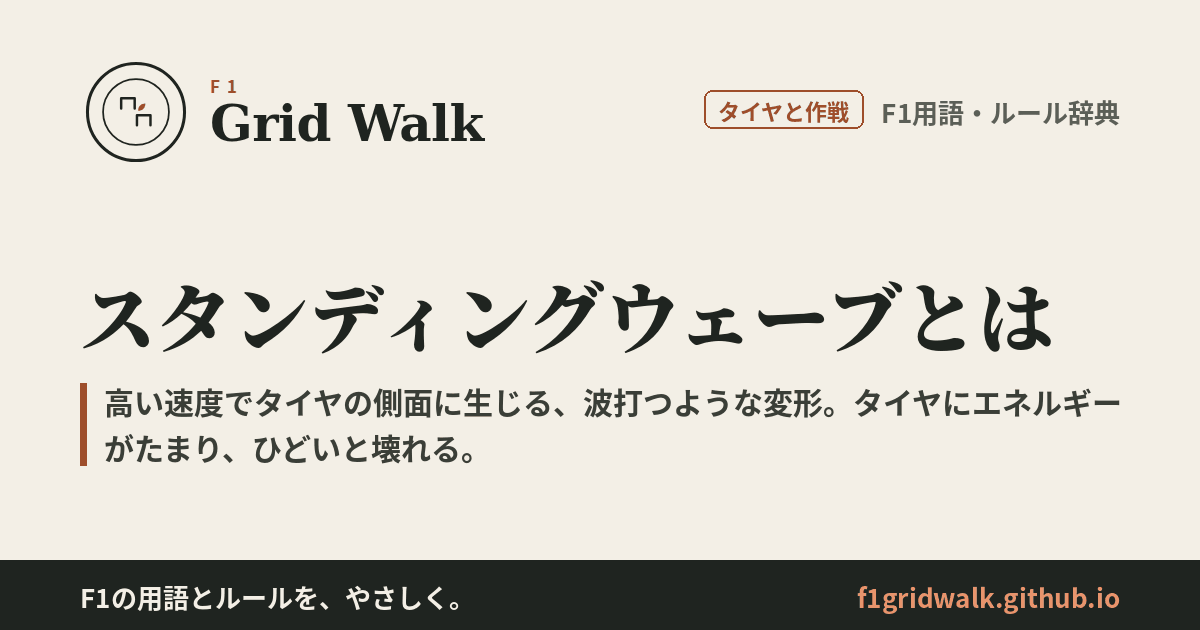 F1
Grid Walk
タイヤと作戦
F1用語・ルール辞典
スタンディングウェーブとは
高い速度でタイヤの側面に生じる、波打つような変形。タイヤにエネルギー
がたまり、ひどいと壊れる。
F1の用語とルールを、やさしく。
f1gridwalk.github.io